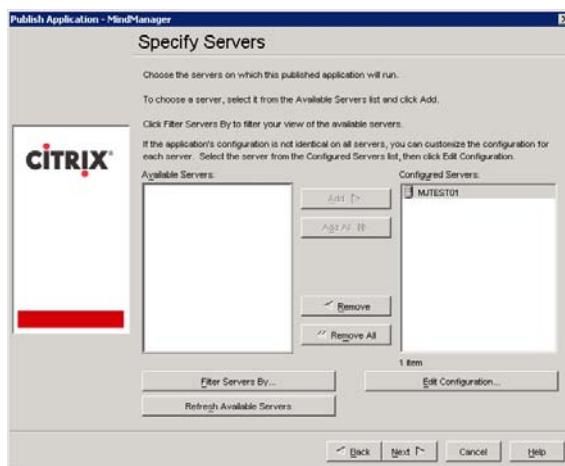 Publish Application - MindManager
Specify Servers
Choose the servers on which this published application will run.
To choose a server, select it from the Available Servers list and click Add.
Click Filter Servers By to filter your view of the available servers.
If the application's configuration is not identical on all servers, you can customize the configuration for
each server. Select the server from the Configured Servers list, then click Edit Configuration.
CITRIX
Available Servers:
Configured Servers:
MJTEST01
Add
Add All
Remove
Remove All
1 item
Filter Servers By...
Edit Configuration...
Refresh Available Servers
Back
Next
Cancel
Help